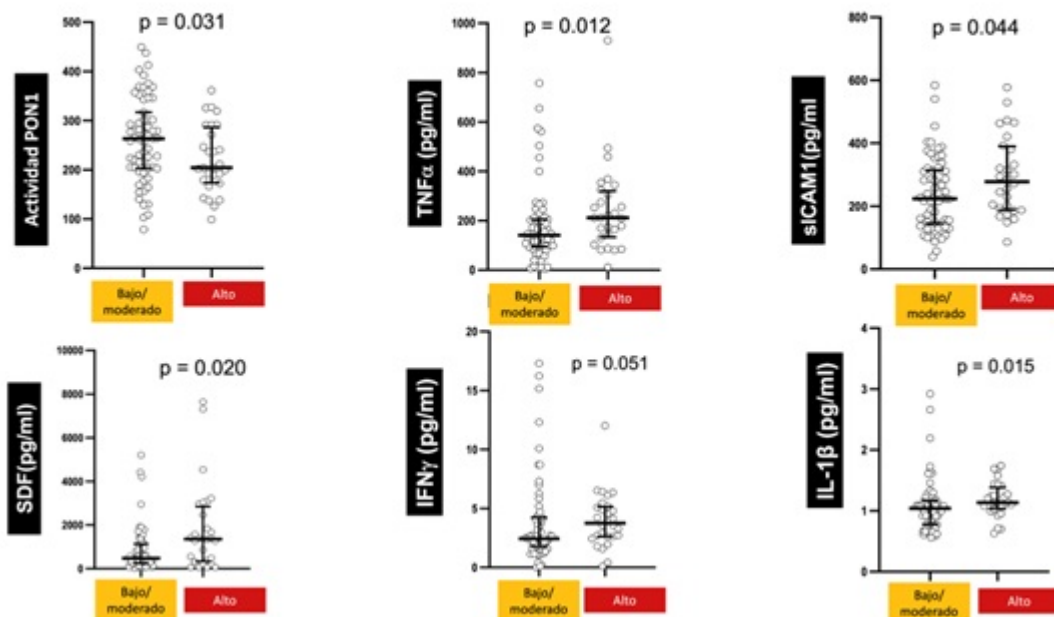 p = 0.031
Actividad PON1
500
400
300
200
100
0
Bajo/
moderado
Alto
p = 0.012
TNFα (pg/ml)
1000
800
600
400
200
0
Bajo/
moderado
Alto
p = 0.044
sICAM1(pg/ml
800
600
400
200
0
Bajo/
moderado
Alto
p = 0.020
SDF(pg/ml)
10000
8000
6000
4000
2000
0
Bajo/
moderado
Alto
p = 0.051
IFNγ (pg/ml)
20
15
10
5
0
Bajo/
moderado
Alto
p = 0.015
IL-1β (pg/ml)
4
3
2
1
0
Bajo/
moderado
Alto